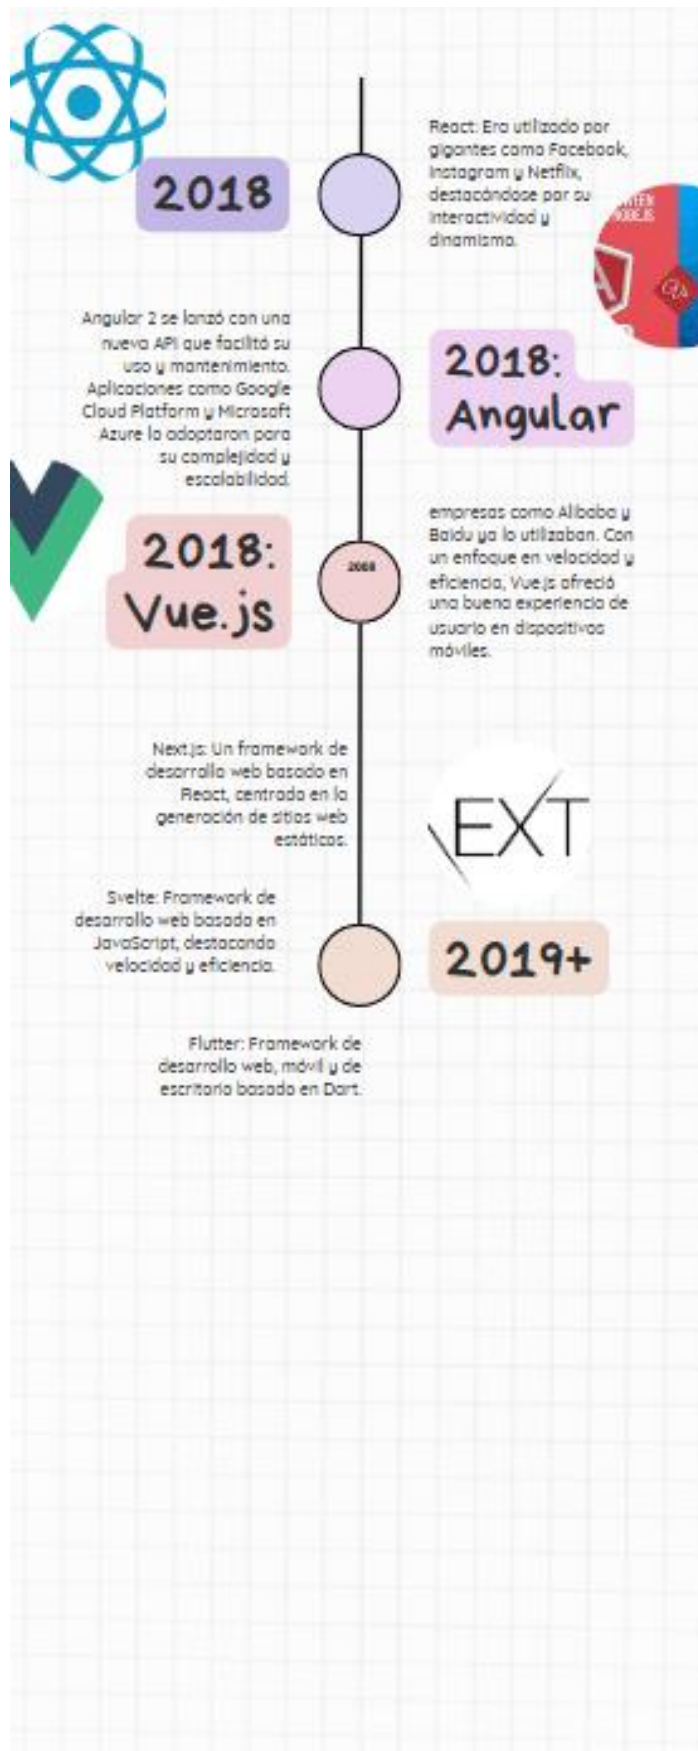 2018
React: Era utilizado por
gigantes como Facebook,
Instagram y Netflix,
destacándose por su
interactividad y
dinamismo.
NODEJS
Angular 2 se lanzó con una
nueva API que facilitó su
uso y mantenimiento.
Aplicaciones como Google
Cloud Platform y Microsoft
Azure lo adoptaron para
su complejidad y
escalabilidad.
2018:
Angular
2018:
Vue.js
empresas como Alibaba y
Baidu ya lo utilizaban. Con
un enfoque en velocidad y
eficiencia, Vue.js ofreció
una buena experiencia de
usuario en dispositivos
móviles.
Next.js: Un framework de
desarrollo web basado en
React, centrado en la
generación de sitios web
estáticos.
NEXT
Svelte: Framework de
desarrollo web basado en
JavaScript, destacando
velocidad y eficiencia.
2019+
Flutter: Framework de
desarrollo web, móvil y de
escritorio basado en Dart.